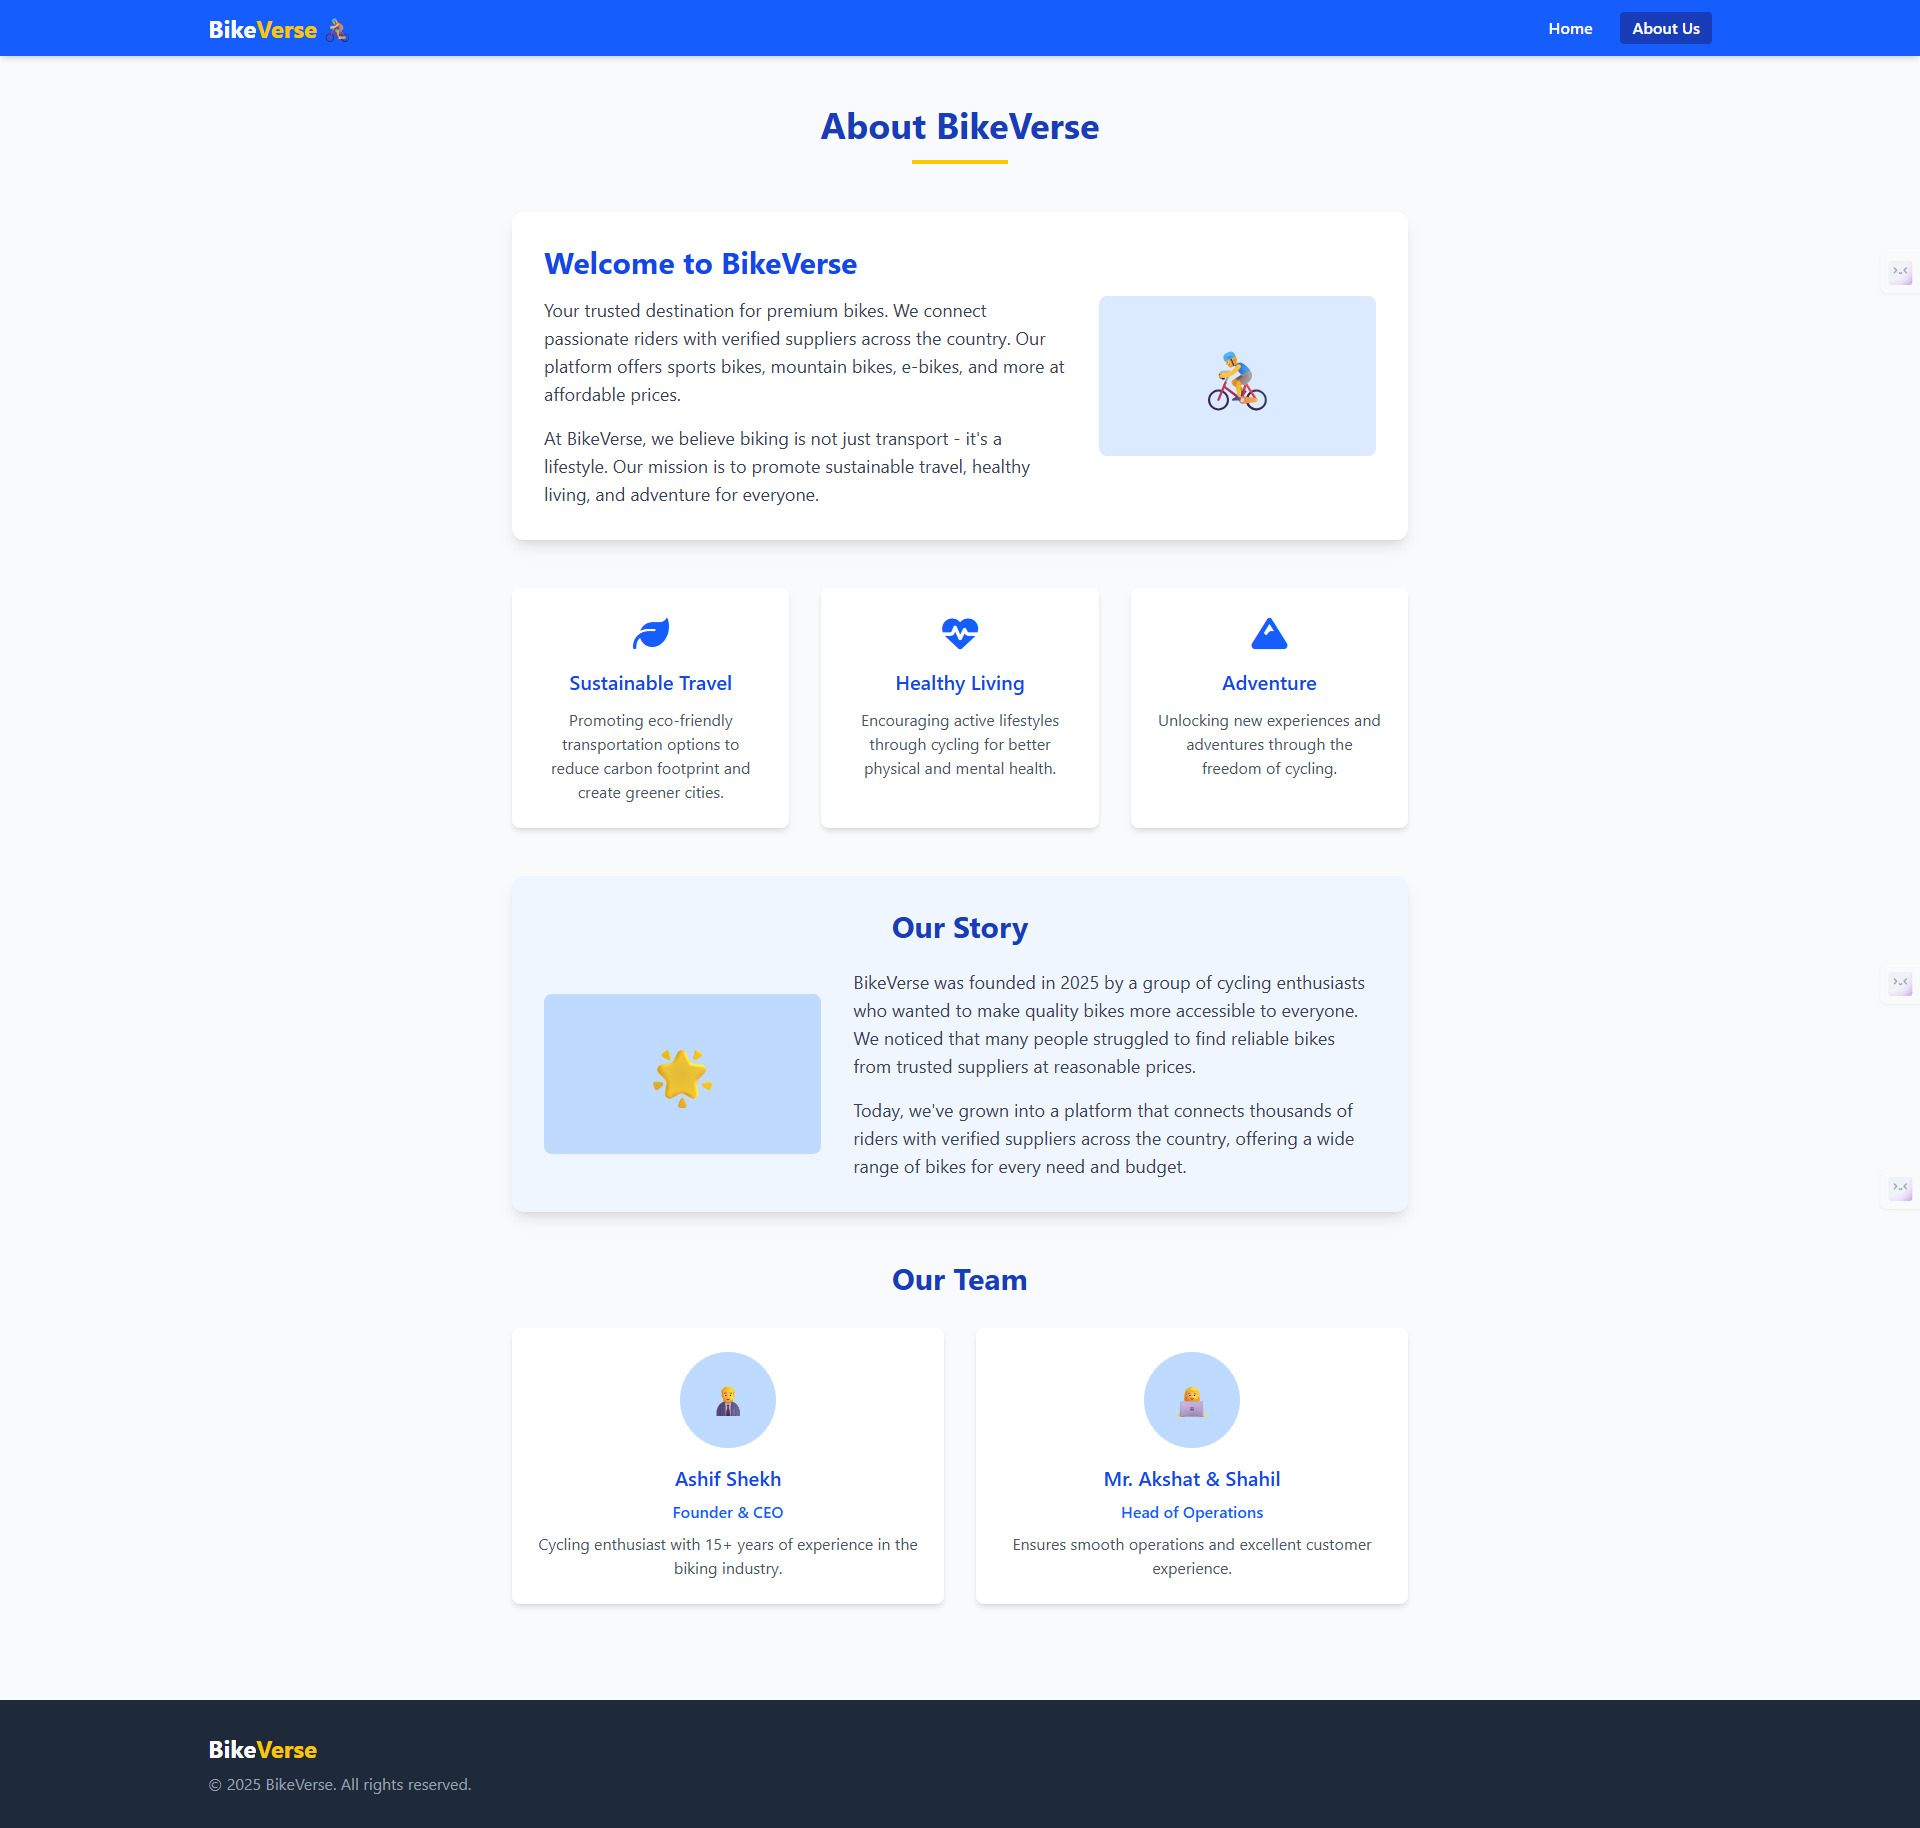 BikeVerse
Home
About Us
About BikeVerse
Welcome to BikeVerse
Your trusted destination for premium bikes. We connect
passionate riders with verified suppliers across the country. Our
platform offers sports bikes, mountain bikes, e-bikes, and more at
affordable prices.
At BikeVerse, we believe biking is not just transport - it's a
lifestyle. Our mission is to promote sustainable travel, healthy
living, and adventure for everyone.
Sustainable Travel
Promoting eco-friendly
transportation options to
reduce carbon footprint and
create greener cities.
Healthy Living
Encouraging active lifestyles
through cycling for better
physical and mental health.
Adventure
Unlocking new experiences and
adventures through the
freedom of cycling.
Our Story
BikeVerse was founded in 2025 by a group of cycling enthusiasts
who wanted to make quality bikes more accessible to everyone.
We noticed that many people struggled to find reliable bikes
from trusted suppliers at reasonable prices.
Today, we've grown into a platform that connects thousands of
riders with verified suppliers across the country, offering a wide
range of bikes for every need and budget.
Our Team
Ashif Shekh
Founder & CEO
Cycling enthusiast with 15+ years of experience in the
biking industry.
Mr. Akshat & Shahil
Head of Operations
Ensures smooth operations and excellent customer
experience.
BikeVerse
© 2025 BikeVerse. All rights reserved.